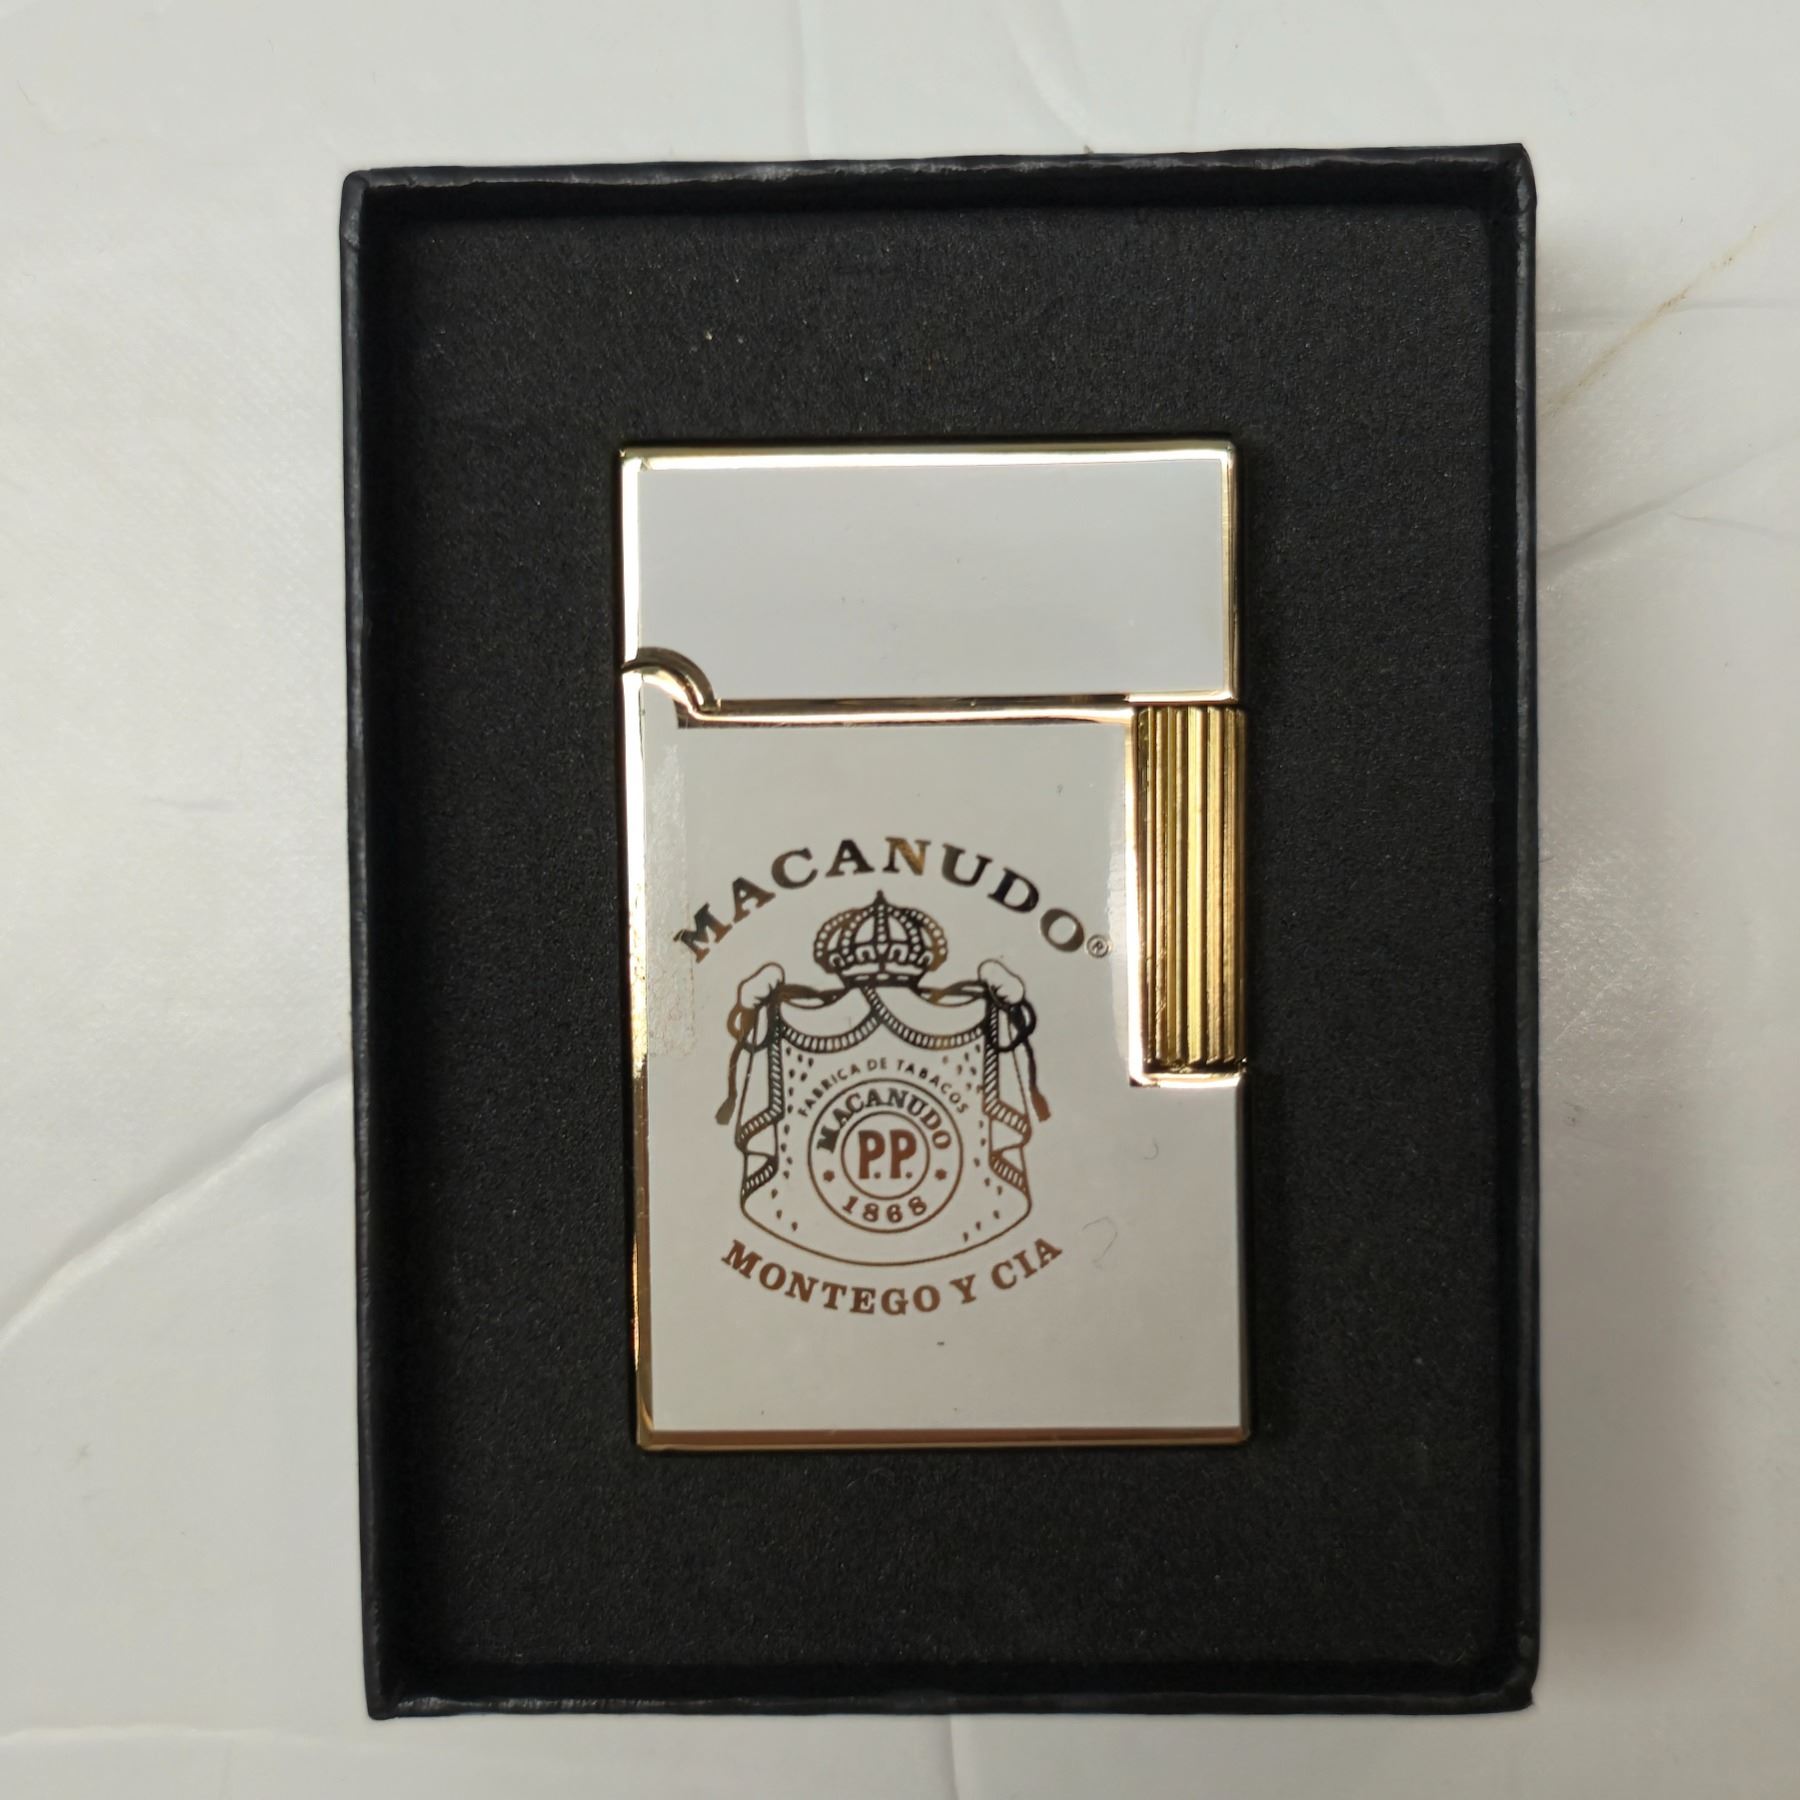 MACANUDO®
FABRICA DE TABACOS
MACANUDO
P.P.
1868
MONTEGO Y CIA